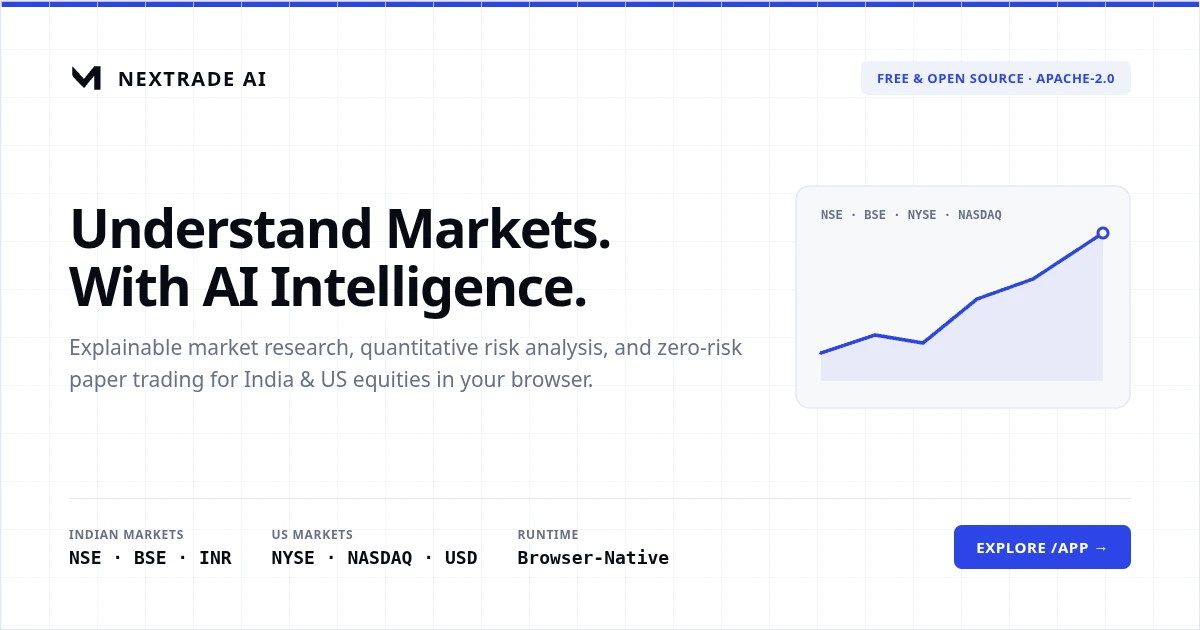 NEXTRADE AI
FREE & OPEN SOURCE · APACHE-2.0
Understand Markets.
With AI Intelligence.
Explainable market research, quantitative risk analysis, and zero-risk
paper trading for India & US equities in your browser.
NSE · BSE · NYSE · NASDAQ
INDIAN MARKETS
NSE · BSE · INR
US MARKETS
NYSE · NASDAQ · USD
RUNTIME
Browser-Native
EXPLORE /APP →